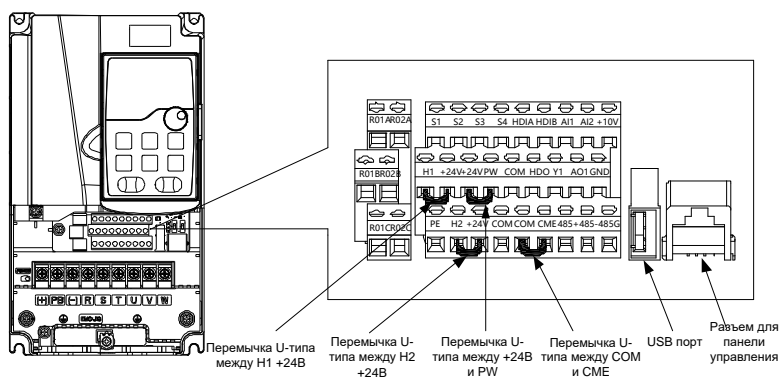 R01A R02A
S1 S2 S3 S4 HDIA HDIB AI1 AI2 +10V
R01B R02B
H1 +24V +24V PW COM HDO Y1 AO1 GND
R01C R02C
PE H2 +24V COM COM CME 485+ 485- 485G
(+) PB (-) R S T U V W
Перемычка U-типа
между H1 +24В
Перемычка U-
типа между H2
+24В
Перемычка U-
типа между +24В
и PW
Перемычка U-
типа между COM
и CME
USB порт
Разъем для
панели
управления